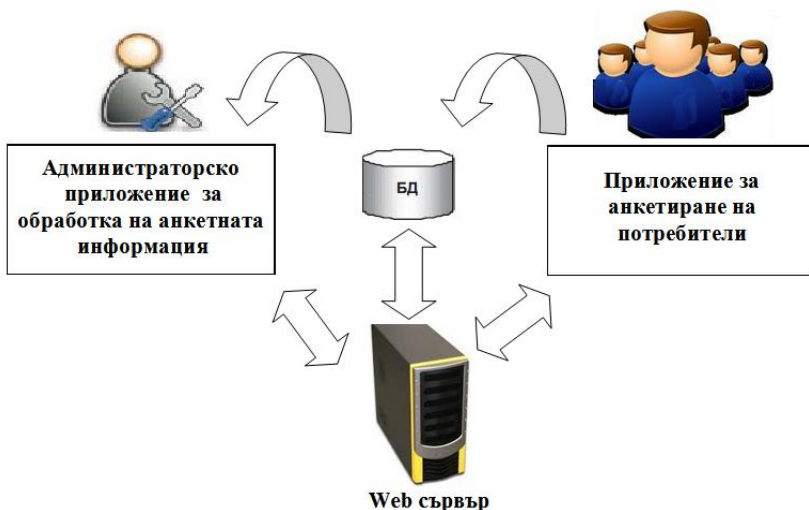 Администраторско
приложение за
обработка на анкетната
информация
БД
Приложение за
анкетиране на
потребители
Web сървър